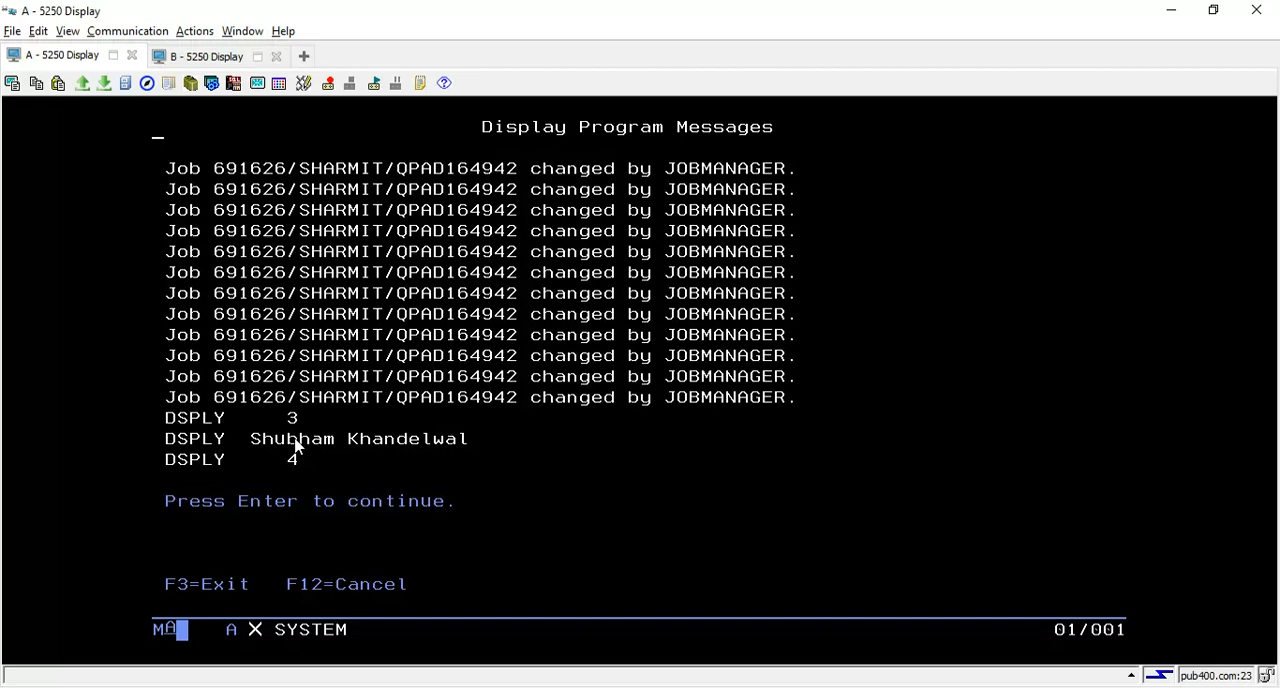 A - 5250 Display
File Edit View Communication Actions Window Help
A - 5250 Display B - 5250 Display
Display Program Messages
Job 691626/SHARMIT/QPAD164942 changed by JOBMANAGER.
Job 691626/SHARMIT/QPAD164942 changed by JOBMANAGER.
Job 691626/SHARMIT/QPAD164942 changed by JOBMANAGER.
Job 691626/SHARMIT/QPAD164942 changed by JOBMANAGER.
Job 691626/SHARMIT/QPAD164942 changed by JOBMANAGER.
Job 691626/SHARMIT/QPAD164942 changed by JOBMANAGER.
Job 691626/SHARMIT/QPAD164942 changed by JOBMANAGER.
Job 691626/SHARMIT/QPAD164942 changed by JOBMANAGER.
Job 691626/SHARMIT/QPAD164942 changed by JOBMANAGER.
Job 691626/SHARMIT/QPAD164942 changed by JOBMANAGER.
Job 691626/SHARMIT/QPAD164942 changed by JOBMANAGER.
Job 691626/SHARMIT/QPAD164942 changed by JOBMANAGER.
DSPLY 3
DSPLY Shubham Khandelwal
DSPLY 4
Press Enter to continue.
F3=Exit F12=Cancel
MA A X SYSTEM 01/001
pub400.com:23